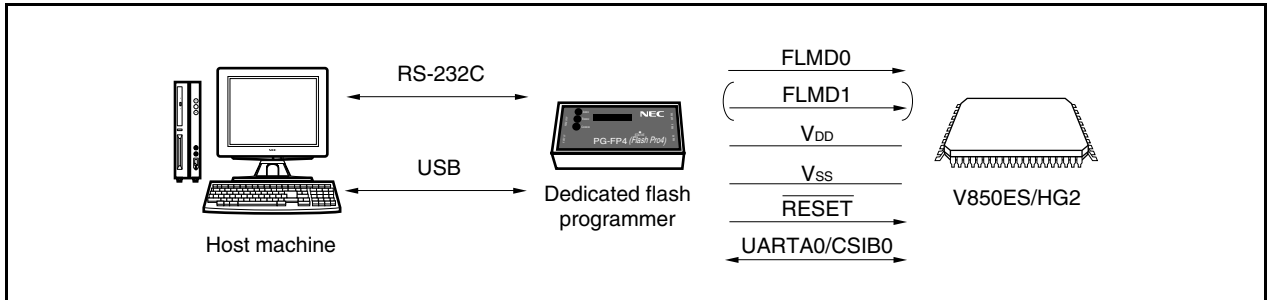 RS-232C
USB
Host machine
NEC
PG-FP4 (Flash Pro4)
Dedicated flash
programmer
FLMD0
FLMD1
VDD
VSS
RESET
UARTA0/CSIB0
V850ES/HG2